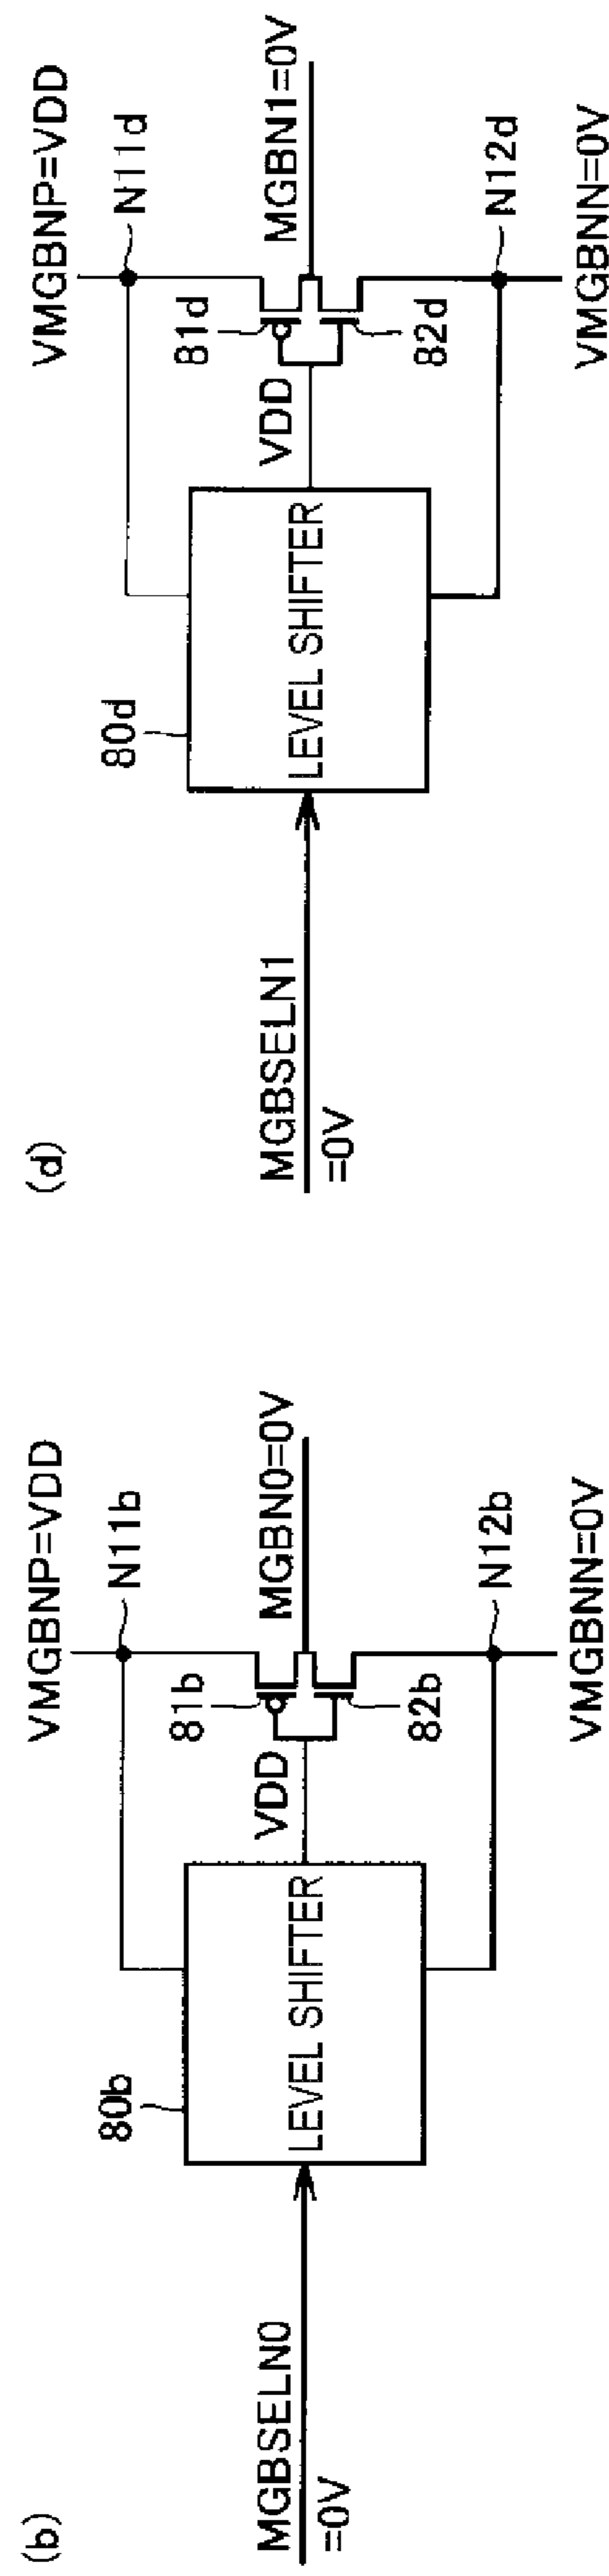 (b)
VMGBNP=VDD
N11b
80b
81b
VDD
MGBN0=0V
MGBSELN0
=0V
LEVEL SHIFTER
82b
N12b
VMGBNN=0V
(d)
VMGBNP=VDD
N11d
80d
81d
VDD
MGBN1=0V
MGBSELN1
=0V
LEVEL SHIFTER
82d
N12d
VMGBNN=0V